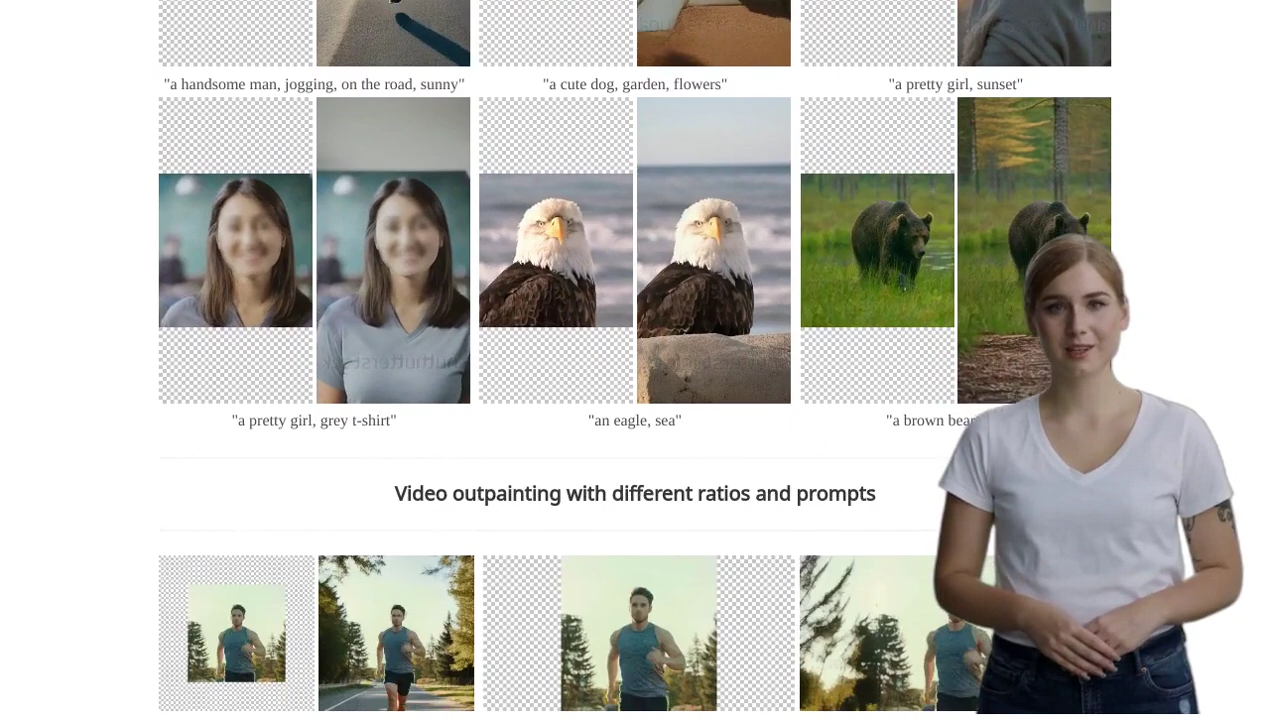 "a handsome man, jogging, on the road, sunny"
"a cute dog, garden, flowers"
"a pretty girl, sunset"
"a pretty girl, grey t-shirt"
"an eagle, sea"
"a brown bear
Video outpainting with different ratios and prompts